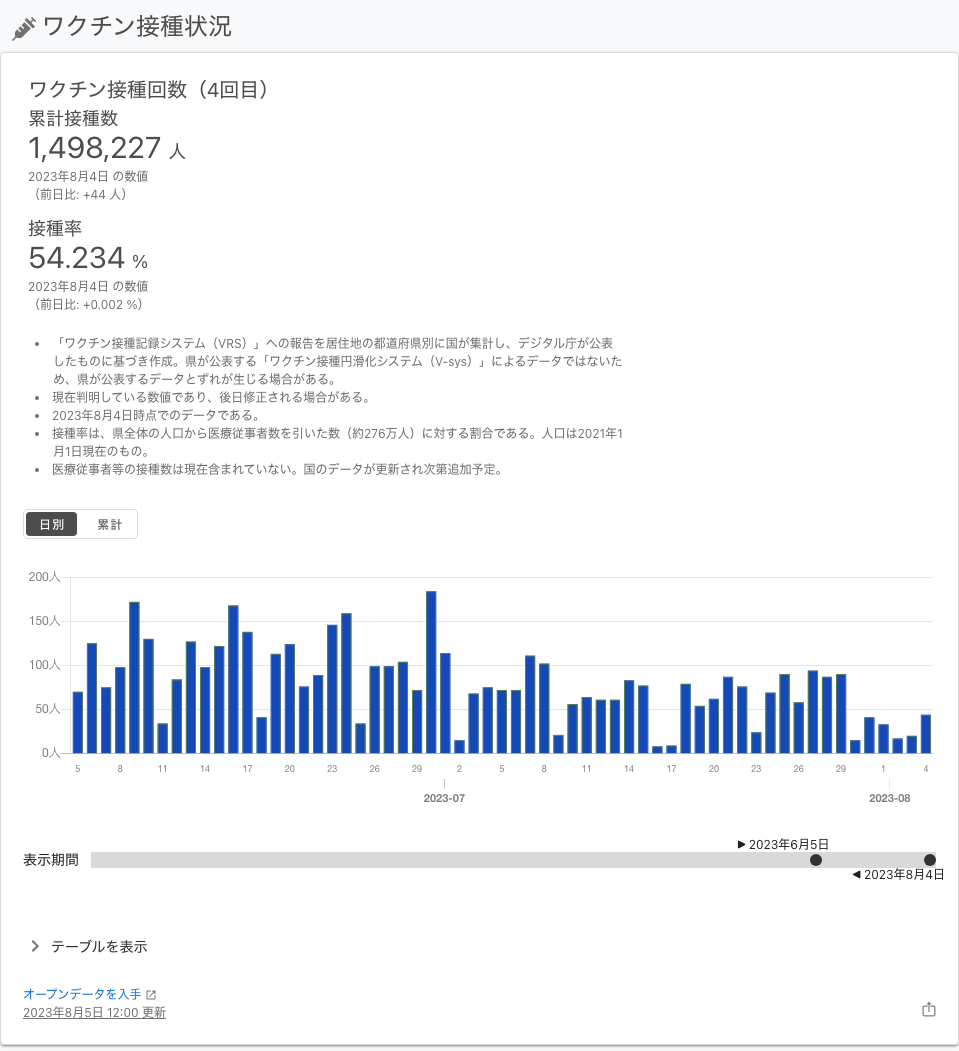 ワクチン接種状況
ワクチン接種回数（4回目）
累計接種数
1,498,227 人
2023年8月4日 の数値
（前日比: +44 人）
接種率
54.234 %
2023年8月4日 の数値
（前日比: +0.002 %）
• 「ワクチン接種記録システム（VRS）」への報告を居住地の都道府県別に国が集計し、デジタル庁が公表
したものに基づき作成。県が公表する「ワクチン接種円滑化システム（V-sys）」によるデータではないた
め、県が公表するデータとずれが生じる場合がある。
• 現在判明している数値であり、後日修正される場合がある。
• 2023年8月4日時点でのデータである。
• 接種率は、県全体の人口から医療従事者数を引いた数（約276万人）に対する割合である。人口は2021年1
月1日現在のもの。
• 医療従事者等の接種数は現在含まれていない。国のデータが更新され次第追加予定。
日別 累計
200人
150人
100人
50人
0人
5 8 11 14 17 20 23 26 29 2 5 8 11 14 17 20 23 26 29 1 4
2023-07 2023-08
▶ 2023年6月5日
表示期間
◀ 2023年8月4日
テーブルを表示
オープンデータを入手
2023年8月5日 12:00 更新